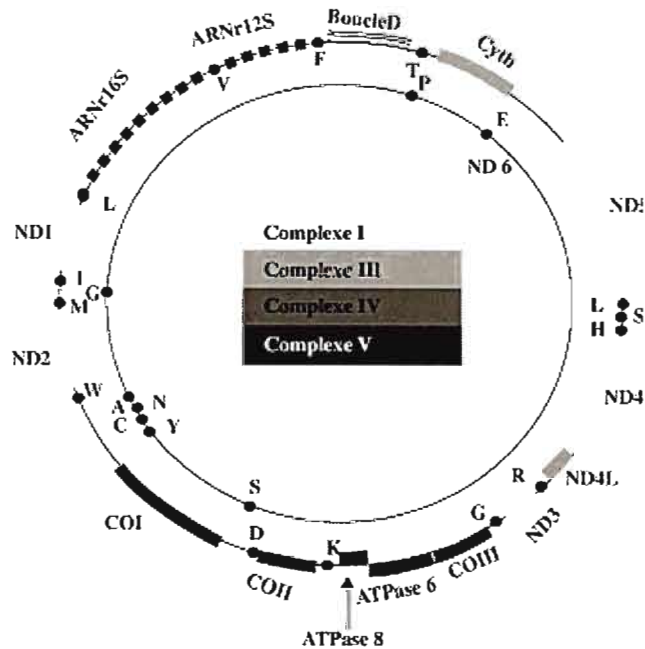 BoucleD
ARNr12S
F
T
P
Cytb
V
ARNr16S
E
ND 6
L
ND1
Complexe I
Complexe III
Complexe IV
Complexe V
I
M
G
L
S
H
ND2
ND4
W
A
N
C
Y
R
ND4L
S
G
ND3
COI
D
K
COII
ATPase 6
COIII
ATPase 8